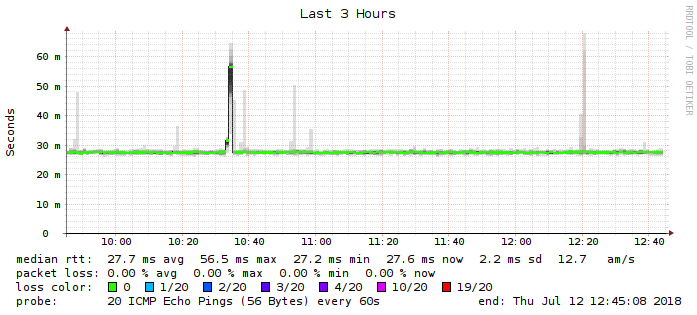 Last 3 Hours
RRDTOOL / TOBI OETIKER
Seconds
60 m
50 m
40 m
30 m
20 m
10 m
0
10:00 10:20 10:40 11:00 11:20 11:40 12:00 12:20 12:40
median rtt: 27.7 ms avg 56.5 ms max 27.2 ms min 27.6 ms now 2.2 ms sd 12.7 am/s
packet loss: 0.00 % avg 0.00 % max 0.00 % min 0.00 % now
loss color: 0 1/20 2/20 3/20 4/20 10/20 19/20
probe: 20 ICMP Echo Pings (56 Bytes) every 60s end: Thu Jul 12 12:45:08 2018